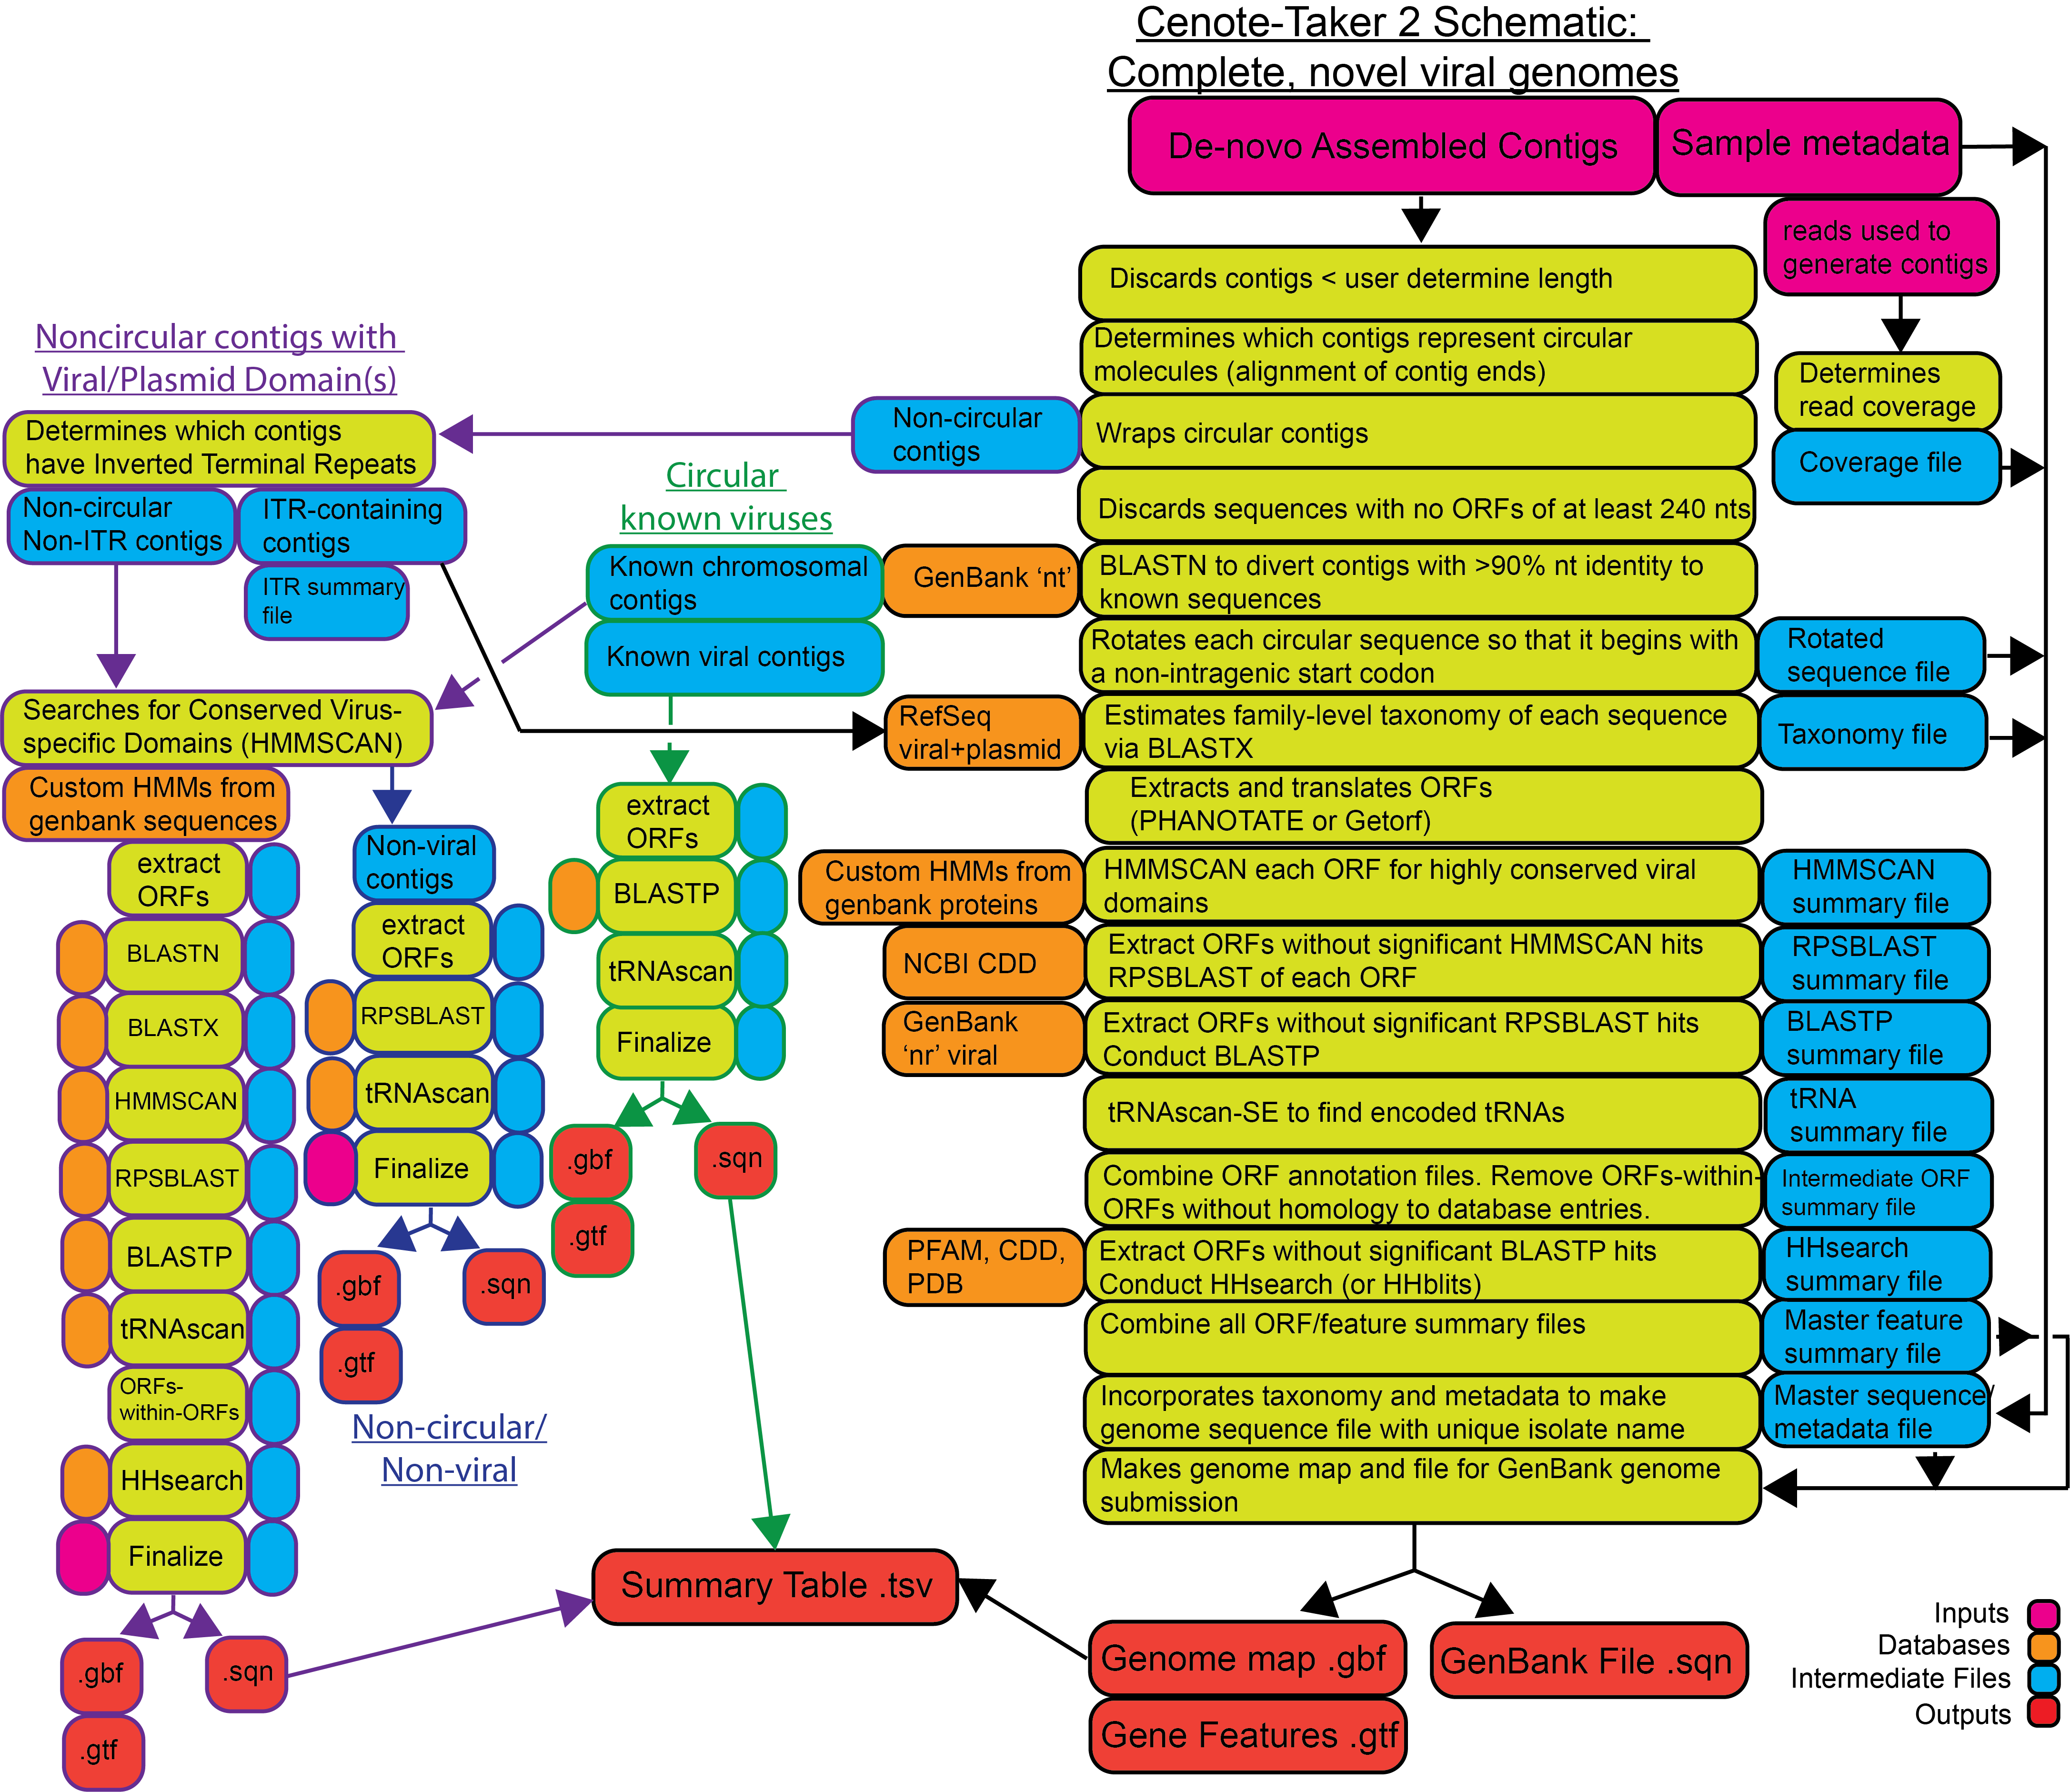 Cenote-Taker 2 Schematic:
Complete, novel viral genomes
De-novo Assembled Contigs
Sample metadata
reads used to
generate contigs
Determines
read coverage
Coverage file
Discards contigs < user determine length
Determines which contigs represent circular
molecules (alignment of contig ends)
Non-circular
contigs
Wraps circular contigs
Discards sequences with no ORFs of at least 240 nts
GenBank ‘nt’
BLASTN to divert contigs with >90% nt identity to
known sequences
Rotates each circular sequence so that it begins with
a non-intragenic start codon
Rotated
sequence file
RefSeq
viral+plasmid
Estimates family-level taxonomy of each sequence
via BLASTX
Taxonomy file
Extracts and translates ORFs
(PHANOTATE or Getorf)
Custom HMMs from
genbank proteins
HMMSCAN each ORF for highly conserved viral
domains
HMMSCAN
summary file
NCBI CDD
Extract ORFs without significant HMMSCAN hits
RPSBLAST of each ORF
RPSBLAST
summary file
GenBank
‘nr’ viral
Extract ORFs without significant RPSBLAST hits
Conduct BLASTP
BLASTP
summary file
tRNAscan-SE to find encoded tRNAs
tRNA
summary file
Combine ORF annotation files. Remove ORFs-within-
ORFs without homology to database entries.
Intermediate ORF
summary file
PFAM, CDD,
PDB
Extract ORFs without significant BLASTP hits
Conduct HHsearch (or HHblits)
HHsearch
summary file
Combine all ORF/feature summary files
Master feature
summary file
Incorporates taxonomy and metadata to make
genome sequence file with unique isolate name
Master sequence/
metadata file
Makes genome map and file for GenBank genome
submission
Genome map .gbf
Gene Features .gtf
GenBank File .sqn
Summary Table .tsv
Noncircular contigs with
Viral/Plasmid Domain(s)
Determines which contigs
have Inverted Terminal Repeats
Non-circular
Non-ITR contigs
ITR-containing
contigs
ITR summary
file
Searches for Conserved Virus-
specific Domains (HMMSCAN)
Custom HMMs from
genbank sequences
extract
ORFs
BLASTN
BLASTX
HMMSCAN
RPSBLAST
BLASTP
tRNAscan
ORFs-
within-ORFs
HHsearch
Finalize
.gbf
.sqn
.gtf
Non-viral
contigs
extract
ORFs
RPSBLAST
tRNAscan
Finalize
.gbf
.sqn
.gtf
Non-circular/
Non-viral
Circular
known viruses
Known chromosomal
contigs
Known viral contigs
extract
ORFs
BLASTP
tRNAscan
Finalize
.gbf
.sqn
.gtf
Inputs
Databases
Intermediate Files
Outputs